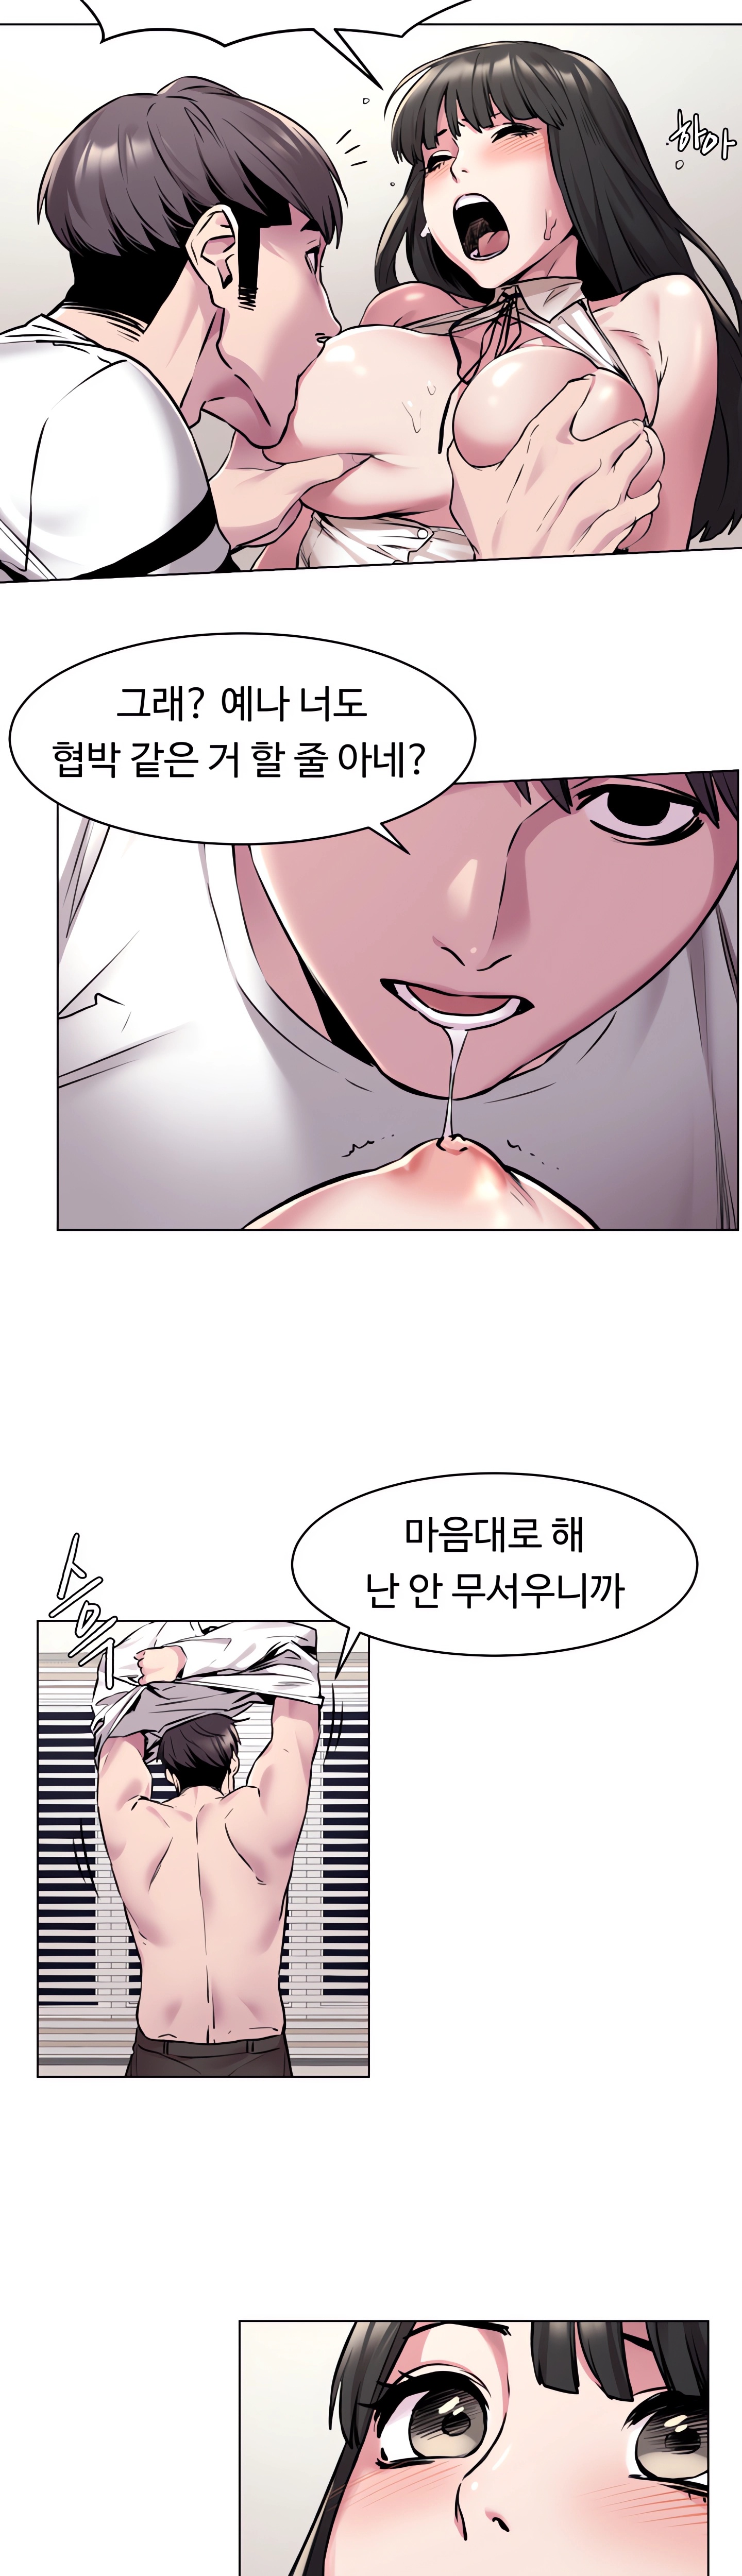 하아
그래? 예나 너도
협박 같은 거 할 줄 아네?
마음대로 해
난 안 무서우니까
스윽